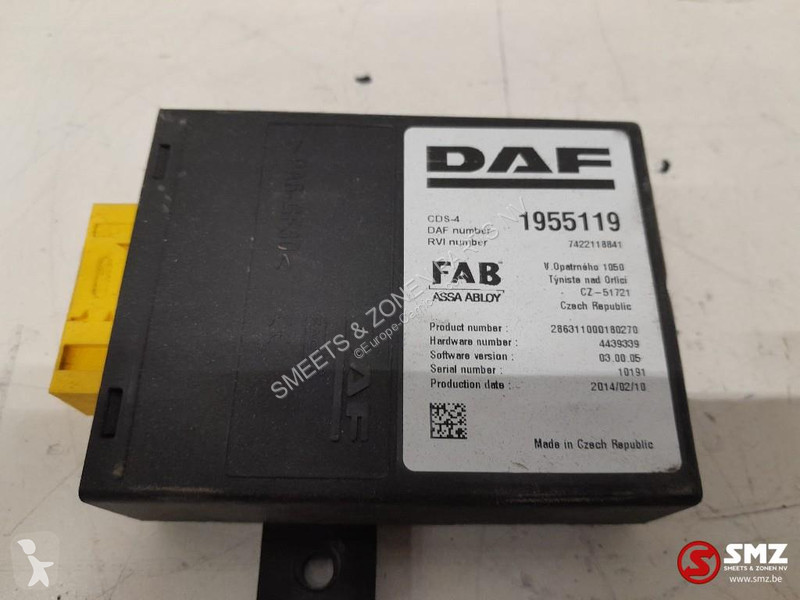 DAF
CDS-4
DAF number 1955119
RVI number 7422118841
FAB
ASSA ABLOY
V.Opatrného 1050
Týniste nad Orlicí
CZ-51721
Czech Republic
Product number : 286311000180270
Hardware number : 4439339
Software version : 03.00.05
Serial number : 10191
Production date : 2014/02/10
Made in Czech Republic
DAF
SMEETS & ZONEN PARTS NV
SMZ
SMEETS & ZONEN NV
www.smz.be